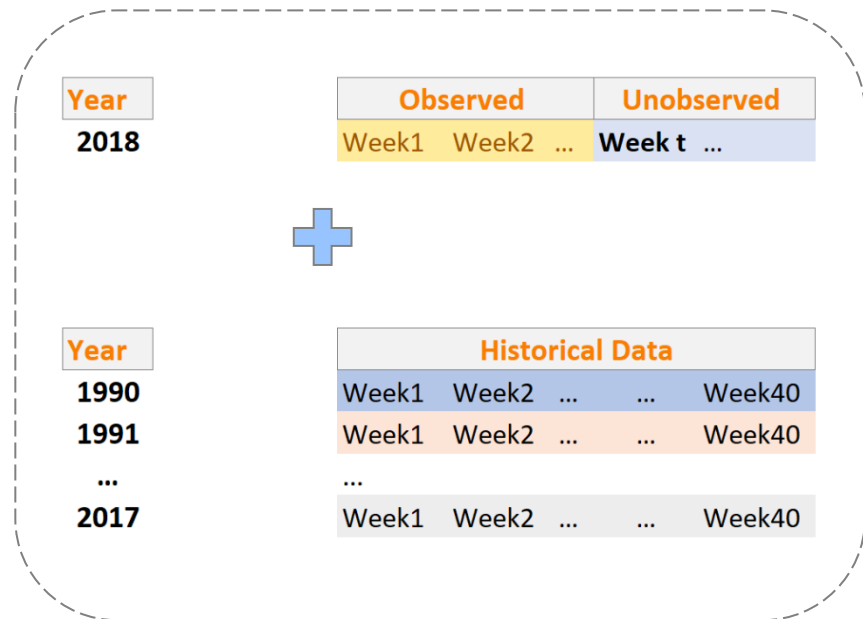 Year Observed Unobserved
2018 Week1 Week2 ... Week t ...
Year Historical Data
1990 Week1 Week2 ... ... Week40
1991 Week1 Week2 ... ... Week40
... ...
2017 Week1 Week2 ... ... Week40